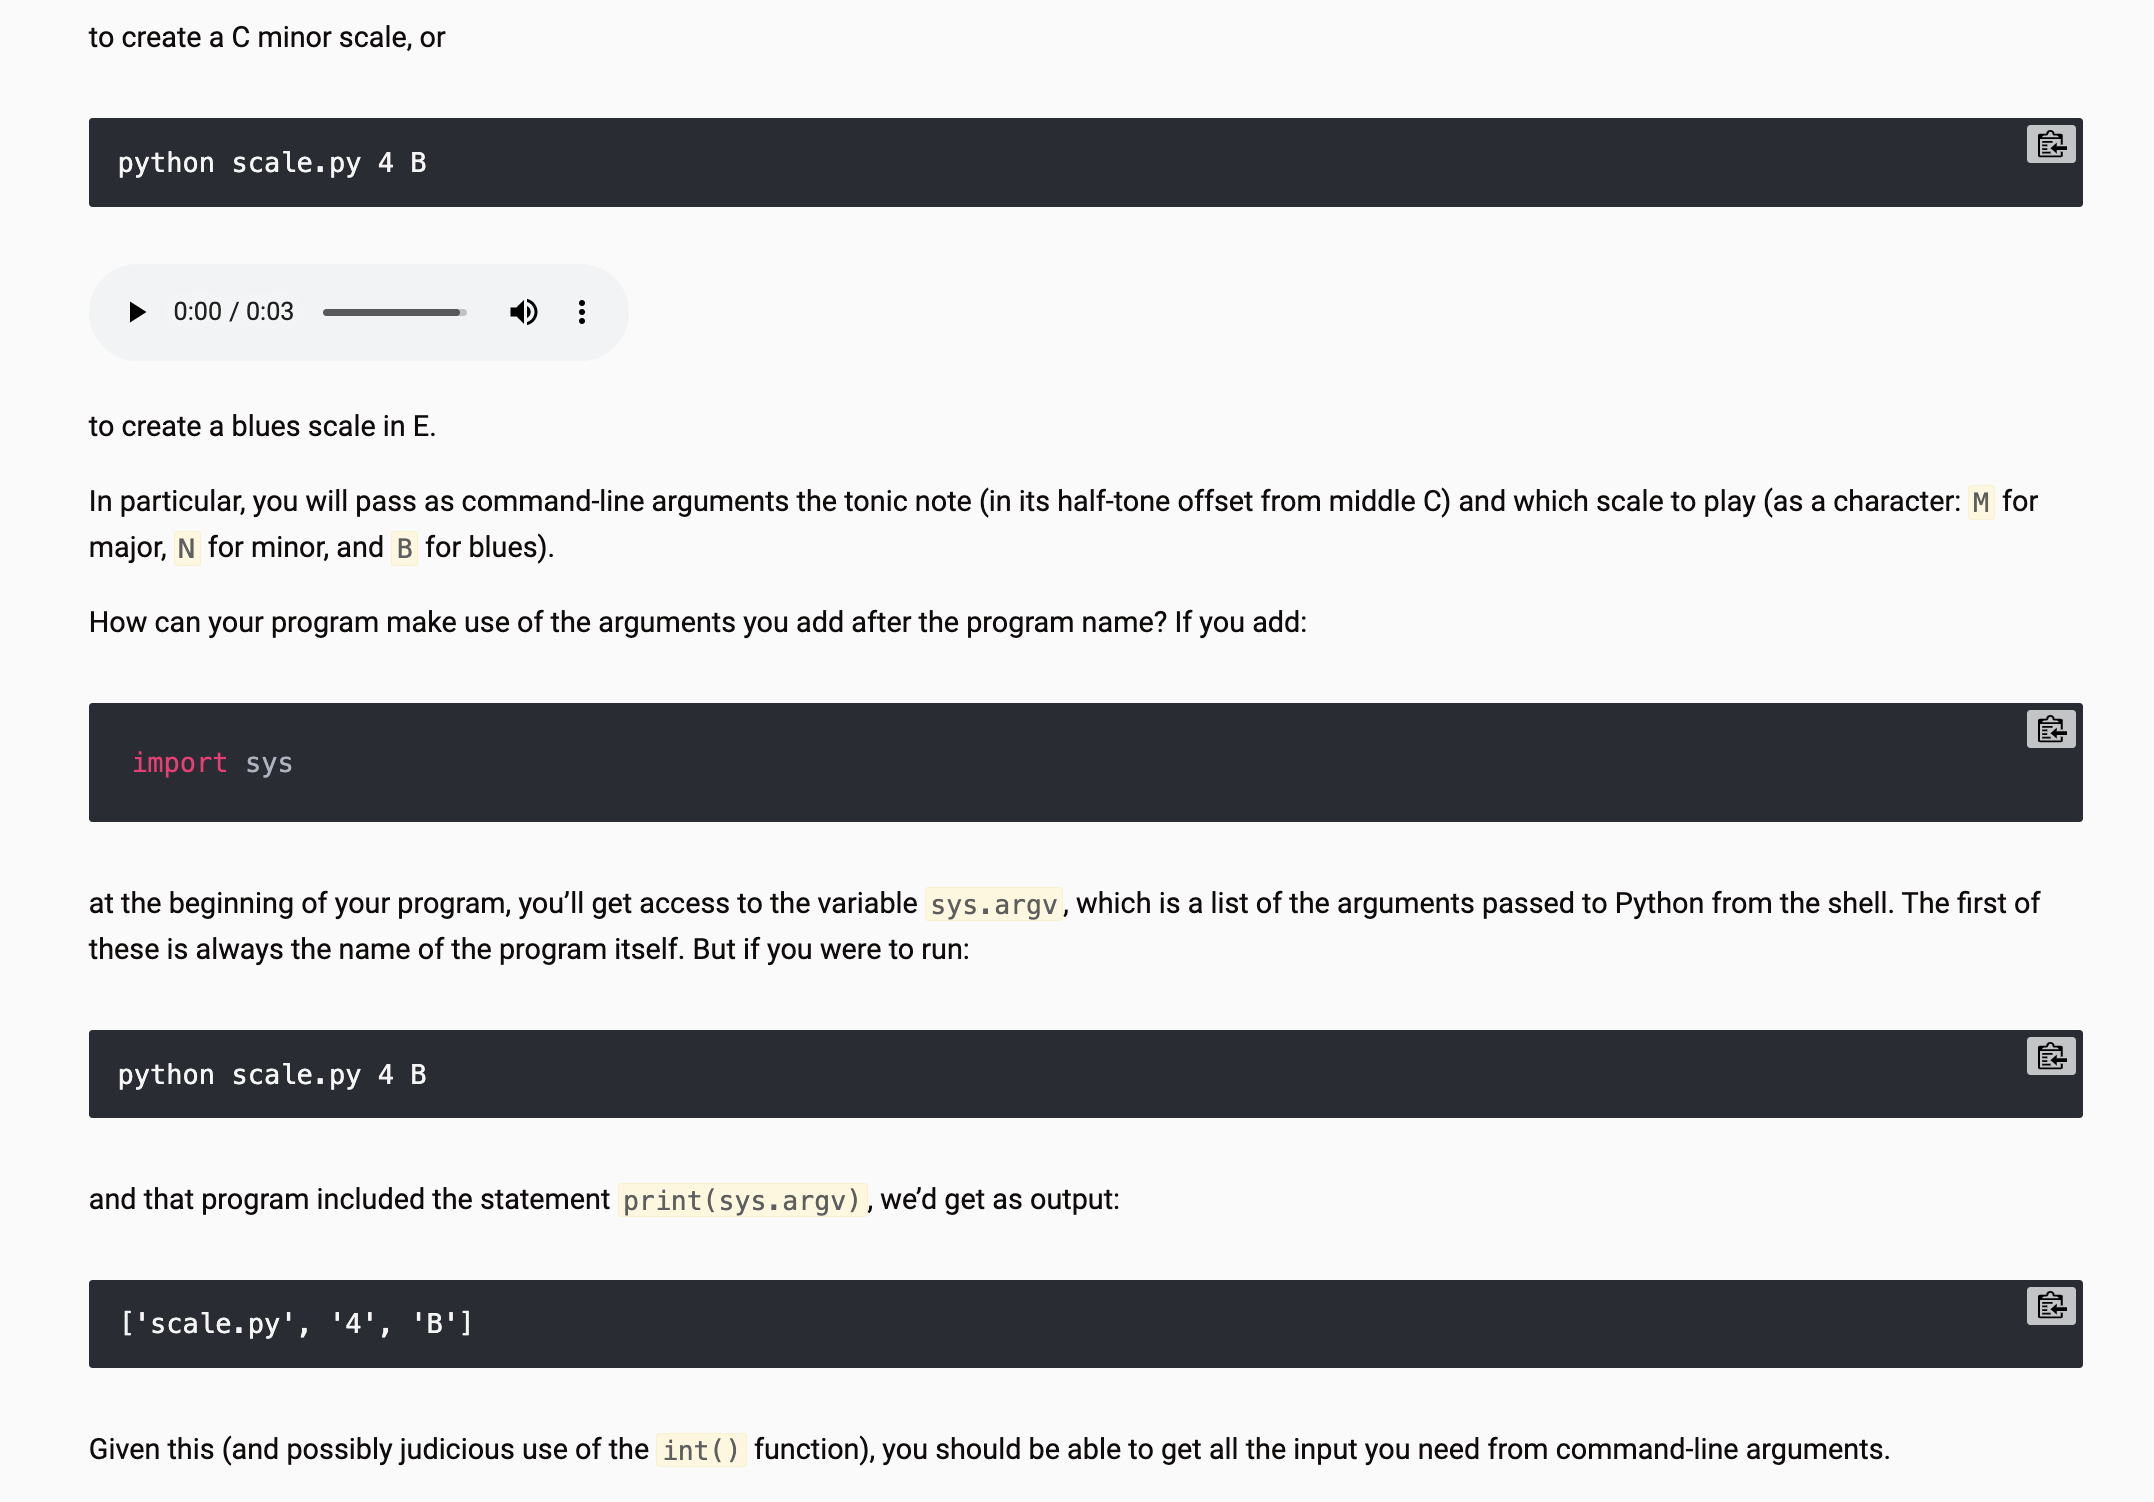 to create a C minor scale, or
python scale.py 4 B
0:00 / 0:03
to create a blues scale in E.
In particular, you will pass as command-line arguments the tonic note (in its half-tone offset from middle C) and which scale to play (as a character: M for
major, N for minor, and B for blues).
How can your program make use of the arguments you add after the program name? If you add:
import sys
at the beginning of your program, you’ll get access to the variable sys.argv, which is a list of the arguments passed to Python from the shell. The first of
these is always the name of the program itself. But if you were to run:
python scale.py 4 B
and that program included the statement print(sys.argv), we’d get as output:
['scale.py', '4', 'B']
Given this (and possibly judicious use of the int() function), you should be able to get all the input you need from command-line arguments.